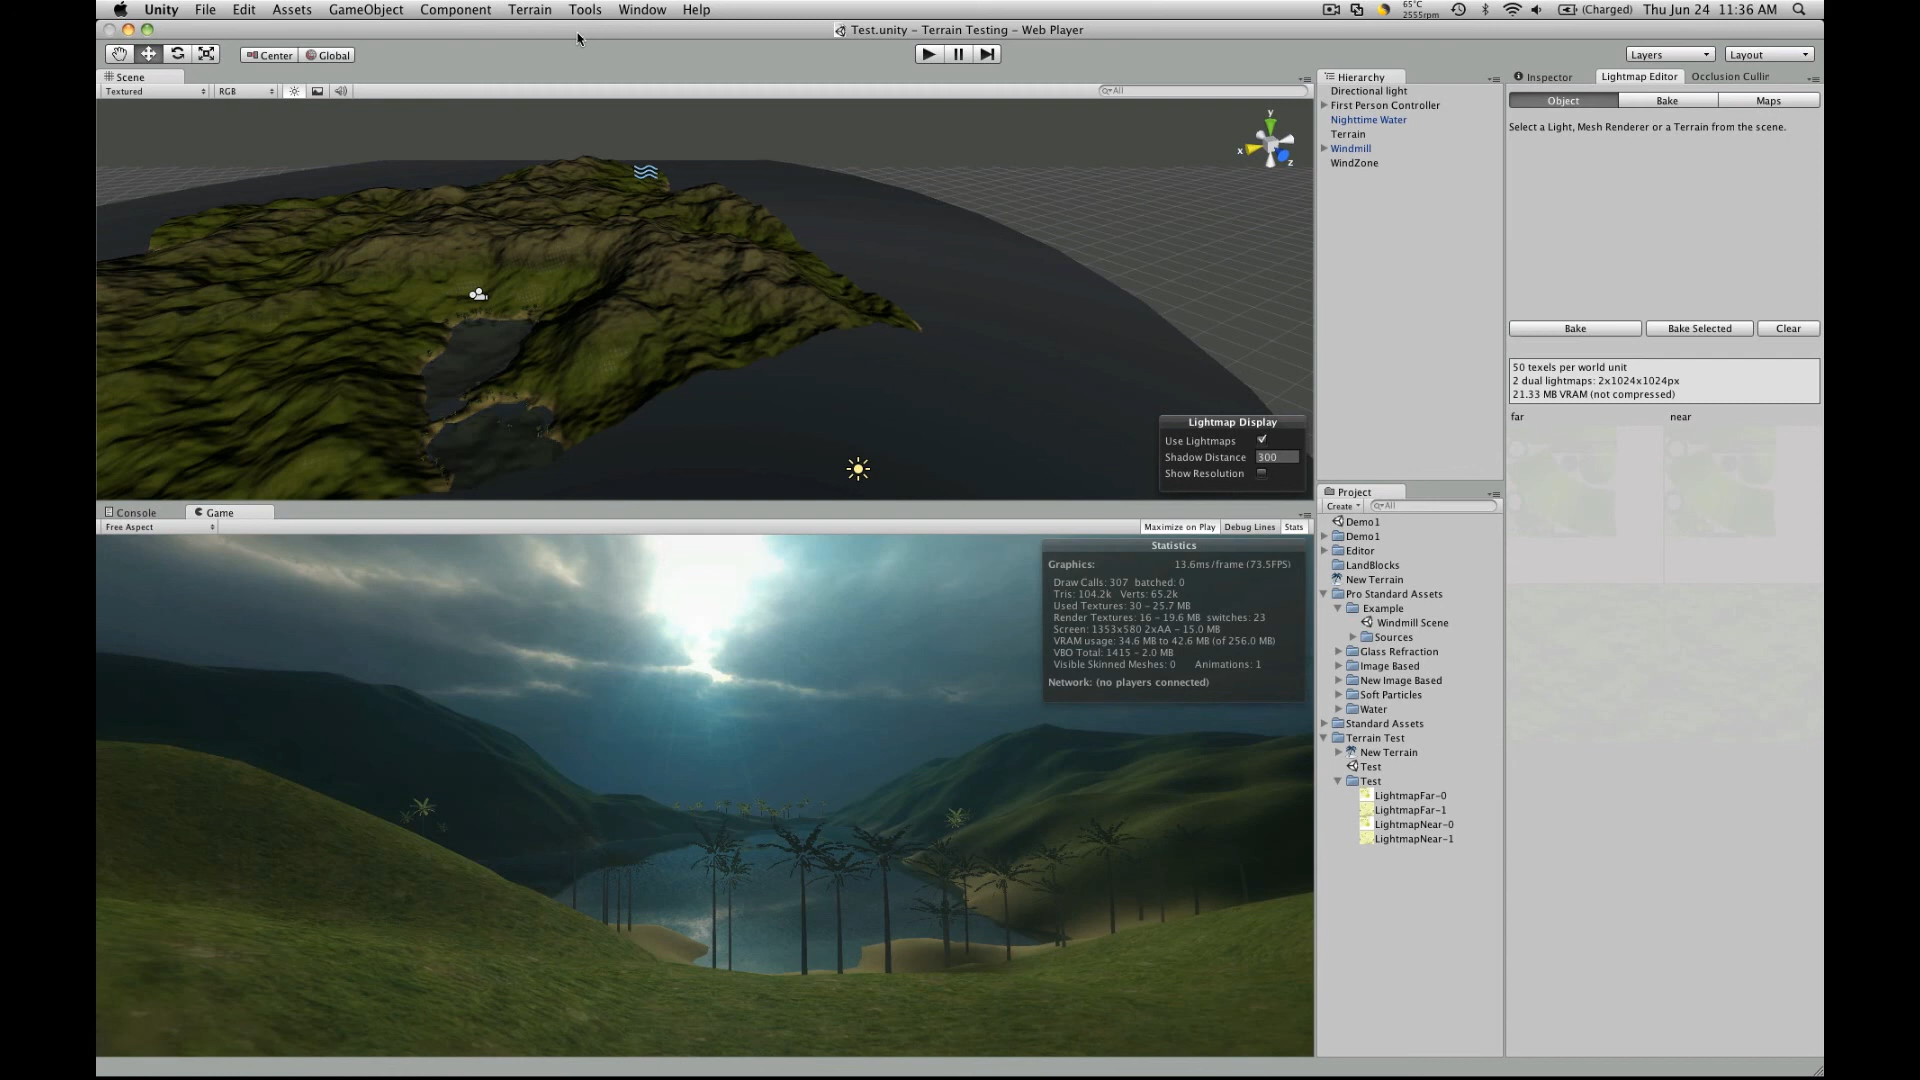 Unity File Edit Assets GameObject Component Terrain Tools Window Help
65°C
2555rpm
(Charged) Thu Jun 24 11:36 AM
Test.unity – Terrain Testing – Web Player
Center Global
Layers Layout
Scene
Textured RGB
All
Lightmap Display
Use Lightmaps
Shadow Distance 300
Show Resolution
y
x
z
Console Game
Free Aspect
Maximize on Play Debug Lines Stats
Statistics
Graphics: 13.6ms/frame (73.5FPS)
Draw Calls: 307 batched: 0
Tris: 104.2k Verts: 65.2k
Used Textures: 30 – 25.7 MB
Render Textures: 16 – 19.6 MB switches: 23
Screen: 1353x580 2xAA – 15.0 MB
VRAM usage: 34.6 MB to 42.6 MB (of 256.0 MB)
VBO Total: 1415 – 2.0 MB
Visible Skinned Meshes: 0 Animations: 1
Network: (no players connected)
Hierarchy
Directional light
First Person Controller
Nighttime Water
Terrain
Windmill
WindZone
Project
Create All
Demo1
Demo1
Editor
LandBlocks
New Terrain
Pro Standard Assets
Example
Windmill Scene
Sources
Glass Refraction
Image Based
New Image Based
Soft Particles
Water
Standard Assets
Terrain Test
New Terrain
Test
Test
LightmapFar-0
LightmapFar-1
LightmapNear-0
LightmapNear-1
Inspector Lightmap Editor Occlusion Cullin
Object Bake Maps
Select a Light, Mesh Renderer or a Terrain from the scene.
Bake Bake Selected Clear
50 texels per world unit
2 dual lightmaps: 2x1024x1024px
21.33 MB VRAM (not compressed)
far near